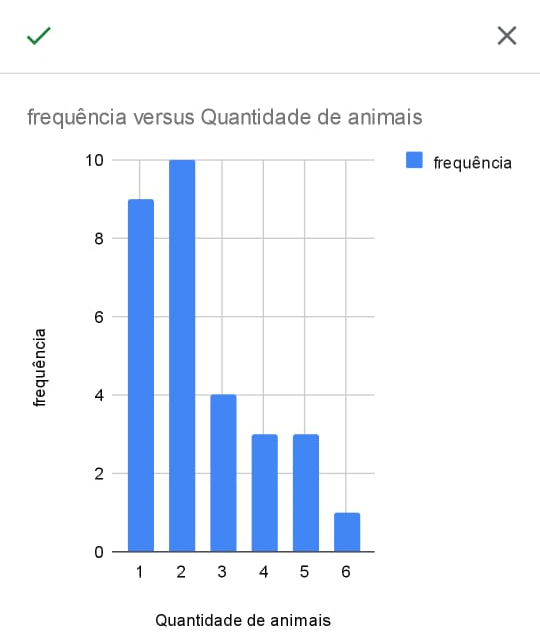 frequência versus Quantidade de animais
frequência
10
8
6
4
2
0
frequência
1 2 3 4 5 6
Quantidade de animais